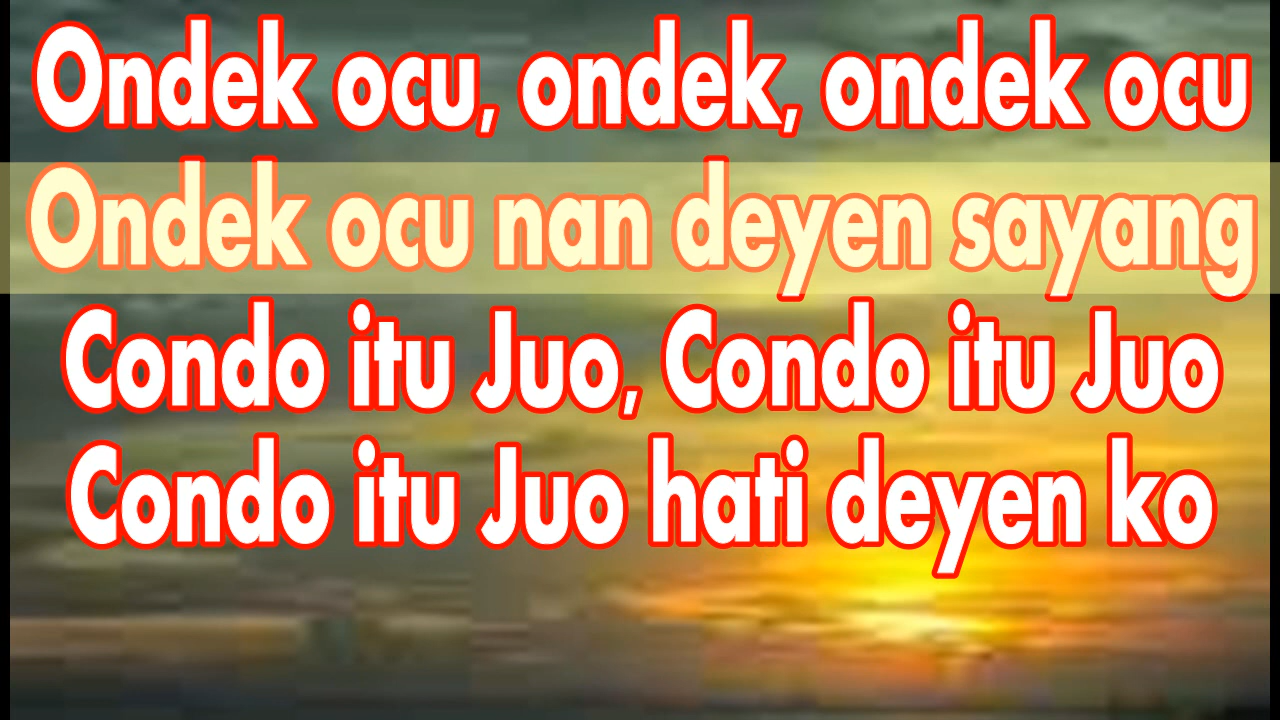 Ondek ocu, ondek, ondek ocu
Ondek ocu nan deyen sayang
Condo itu Juo, Condo itu Juo
Condo itu Juo hati deyen ko